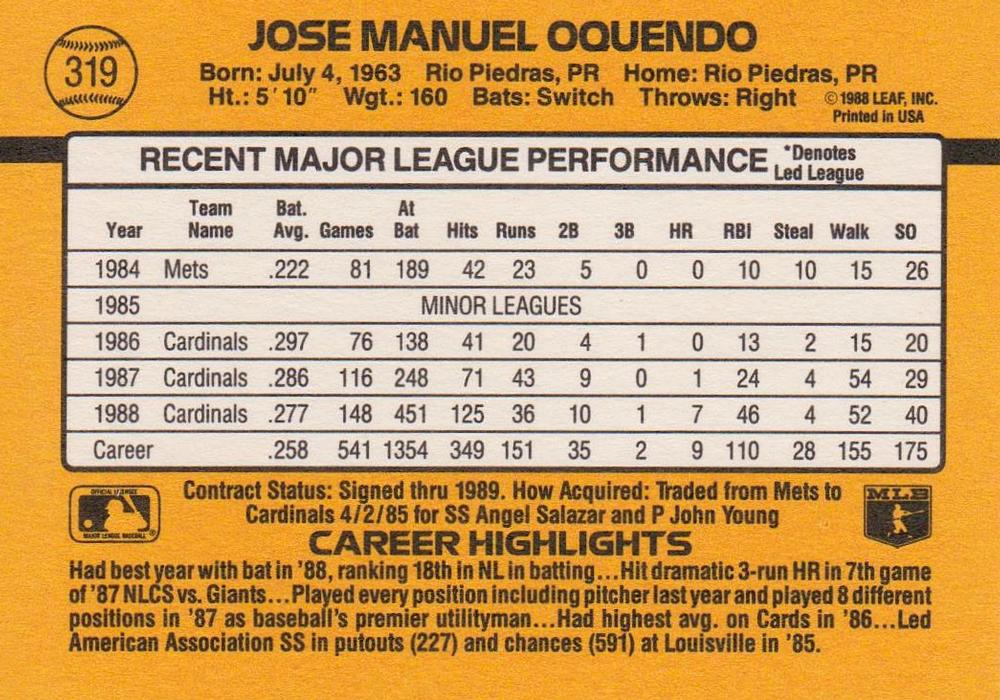 319
JOSE MANUEL OQUENDO
Born: July 4, 1963 Rio Piedras, PR Home: Rio Piedras, PR
Ht.: 5' 10" Wgt.: 160 Bats: Switch Throws: Right
© 1988 LEAF, INC.
Printed in USA
RECENT MAJOR LEAGUE PERFORMANCE
*Denotes
Led League
Year Team Name Bat. Avg. Games At Bat Hits Runs 2B 3B HR RBI Steal Walk SO
1984 Mets .222 81 189 42 23 5 0 0 10 10 15 26
1985 MINOR LEAGUES
1986 Cardinals .297 76 138 41 20 4 1 0 13 2 15 20
1987 Cardinals .286 116 248 71 43 9 0 1 24 4 54 29
1988 Cardinals .277 148 451 125 36 10 1 7 46 4 52 40
Career .258 541 1354 349 151 35 2 9 110 28 155 175
OFFICIAL LICENSEE
MAJOR LEAGUE BASEBALL
Contract Status: Signed thru 1989. How Acquired: Traded from Mets to
Cardinals 4/2/85 for SS Angel Salazar and P John Young
MLB
CAREER HIGHLIGHTS
Had best year with bat in '88, ranking 18th in NL in batting...Hit dramatic 3-run HR in 7th game
of '87 NLCS vs. Giants...Played every position including pitcher last year and played 8 different
positions in '87 as baseball's premier utilityman...Had highest avg. on Cards in '86...Led
American Association SS in putouts (227) and chances (591) at Louisville in '85.